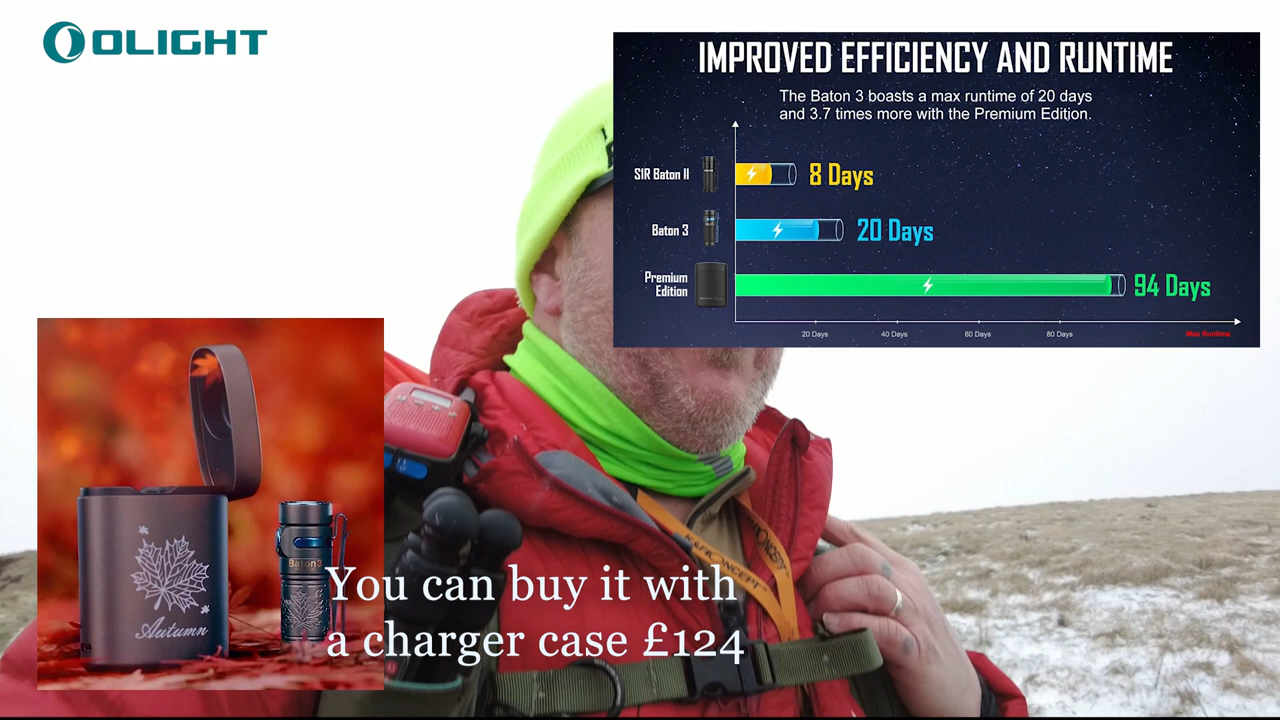 OLIGHT
IMPROVED EFFICIENCY AND RUNTIME
The Baton 3 boasts a max runtime of 20 days
and 3.7 times more with the Premium Edition.
S1R Baton II
8 Days
Baton 3
20 Days
Premium
Edition
94 Days
20 Days
40 Days
60 Days
80 Days
Max Runtime
Baton3
Autumn
You can buy it with
a charger case £124